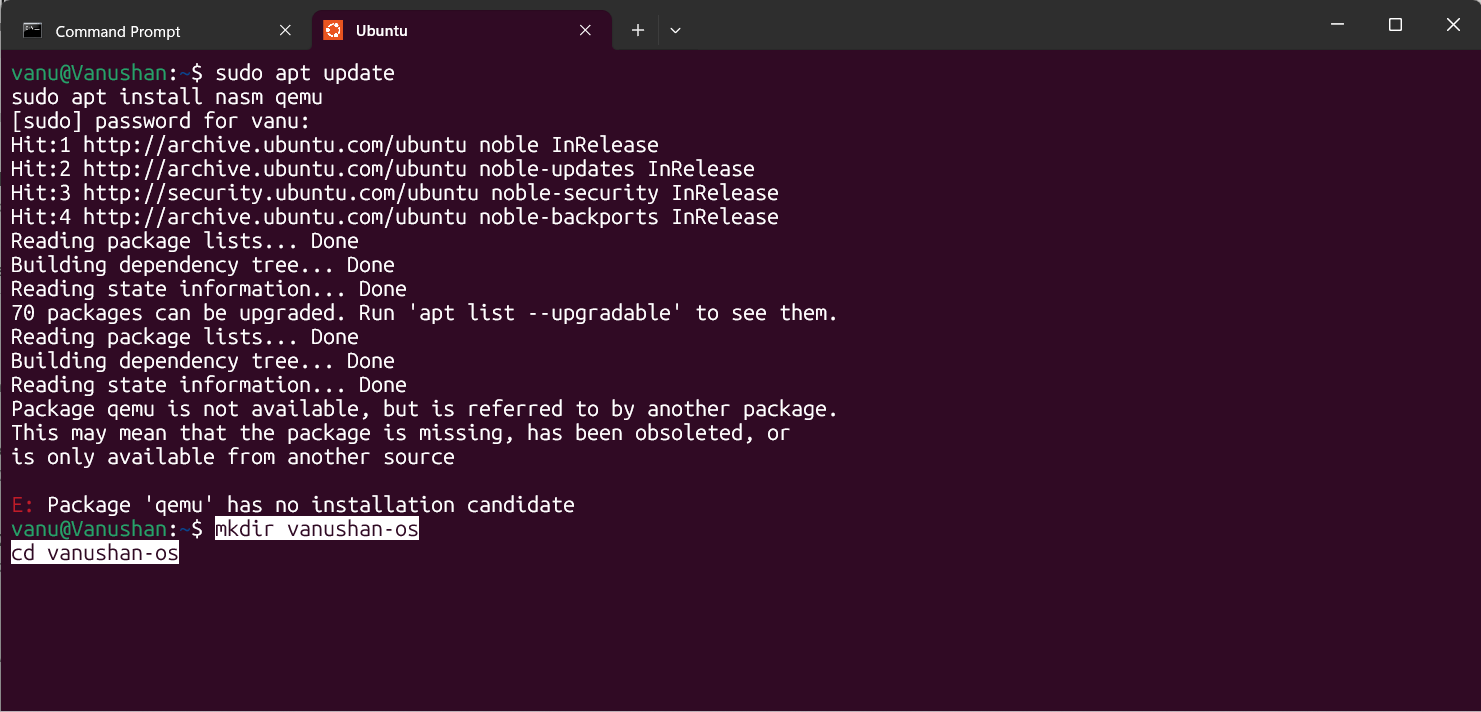 Command Prompt
Ubuntu
vanu@Vanushan:~$ sudo apt update
sudo apt install nasm qemu
[sudo] password for vanu:
Hit:1 http://archive.ubuntu.com/ubuntu noble InRelease
Hit:2 http://archive.ubuntu.com/ubuntu noble-updates InRelease
Hit:3 http://security.ubuntu.com/ubuntu noble-security InRelease
Hit:4 http://archive.ubuntu.com/ubuntu noble-backports InRelease
Reading package lists... Done
Building dependency tree... Done
Reading state information... Done
70 packages can be upgraded. Run 'apt list --upgradable' to see them.
Reading package lists... Done
Building dependency tree... Done
Reading state information... Done
Package qemu is not available, but is referred to by another package.
This may mean that the package is missing, has been obsoleted, or
is only available from another source
E: Package 'qemu' has no installation candidate
vanu@Vanushan:~$ mkdir vanushan-os
cd vanushan-os